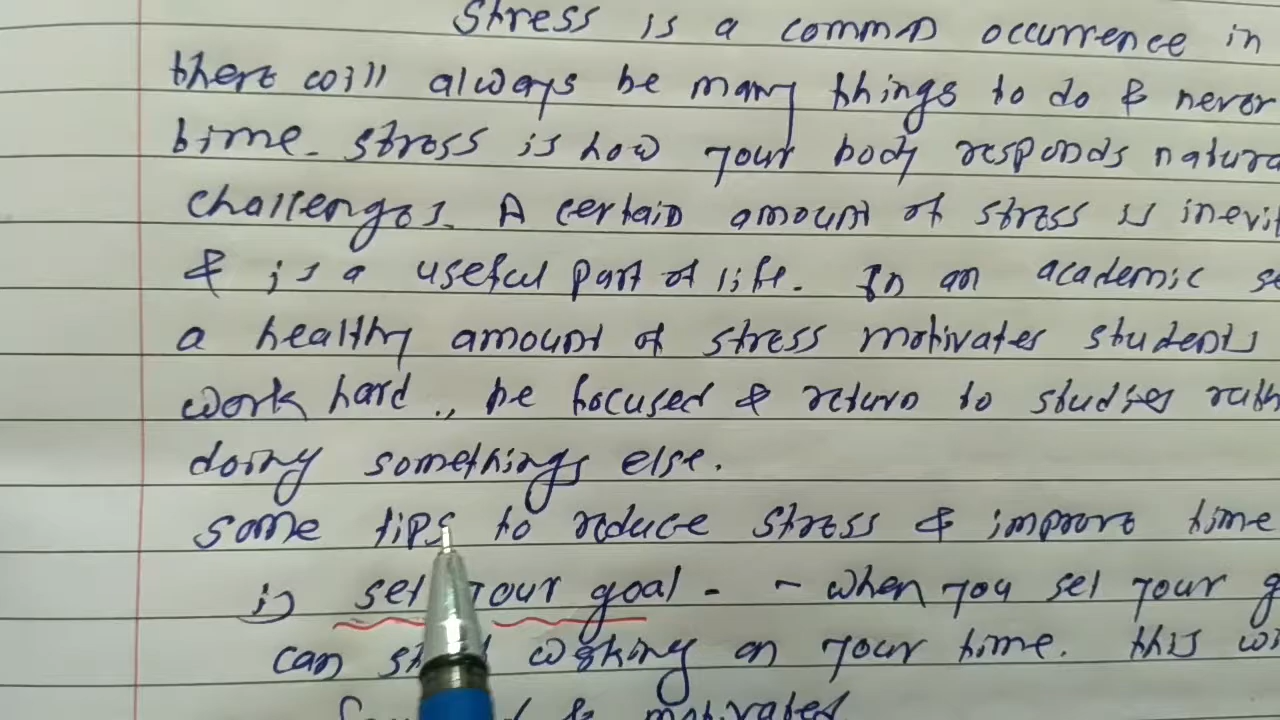 Stress is a common occurrence in
there will always be many things to do & never
time. stress is how your body responds natura
challenges. A certain amount of stress is inevit
& is a useful part of life. In an academic se
a healthy amount of stress motivates students
work hard., be focused & return to studies rath
doing somethings else.
some tips to reduce stress & improve time
i) set your goal - - when you set your g
can working on your time. this wi
& motivated